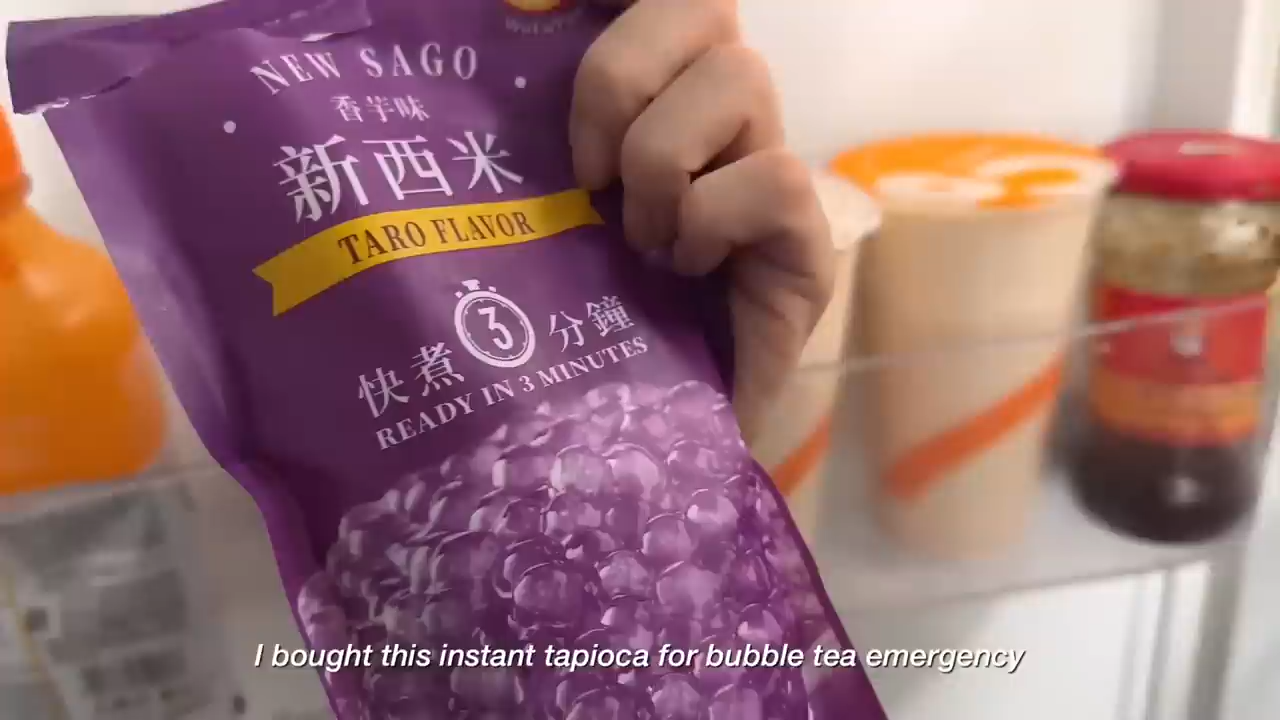 NEW SAGO
香芋味
新西米
TARO FLAVOR
快煮 3 分鐘
READY IN 3 MINUTES
I bought this instant tapioca for bubble tea emergency